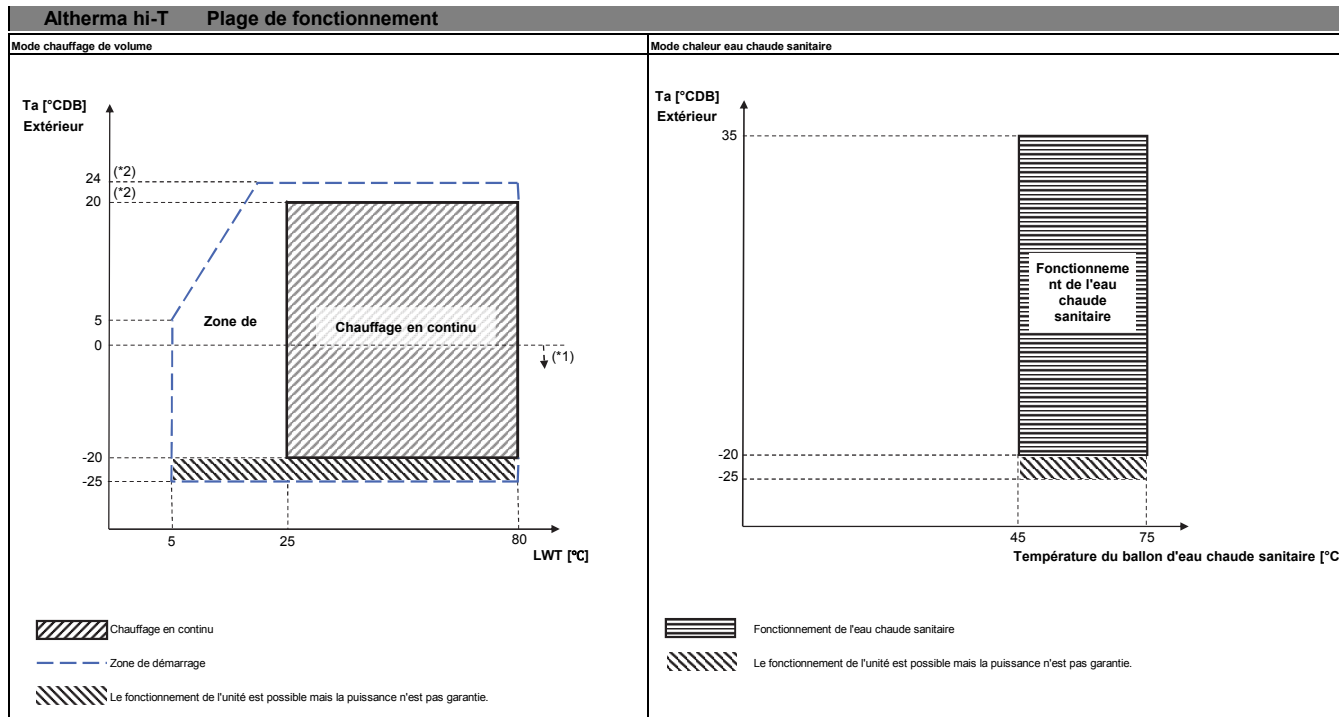 Altherma hi-T Plage de fonctionnement
Mode chauffage de volume
Ta [°CDB]
Extérieur
24
(*2)
20
(*2)
5
0
-20
-25
Zone de
Chauffage en continu
(*1)
5
25
80
LWT [°C]
Chauffage en continu
Zone de démarrage
Le fonctionnement de l'unité est possible mais la puissance n'est pas garantie.
Mode chaleur eau chaude sanitaire
Ta [°CDB]
Extérieur
35
Fonctionneme
nt de l'eau
chaude
sanitaire
-20
-25
45
75
Température du ballon d'eau chaude sanitaire [°C
Fonctionnement de l'eau chaude sanitaire
Le fonctionnement de l'unité est possible mais la puissance n'est pas garantie.